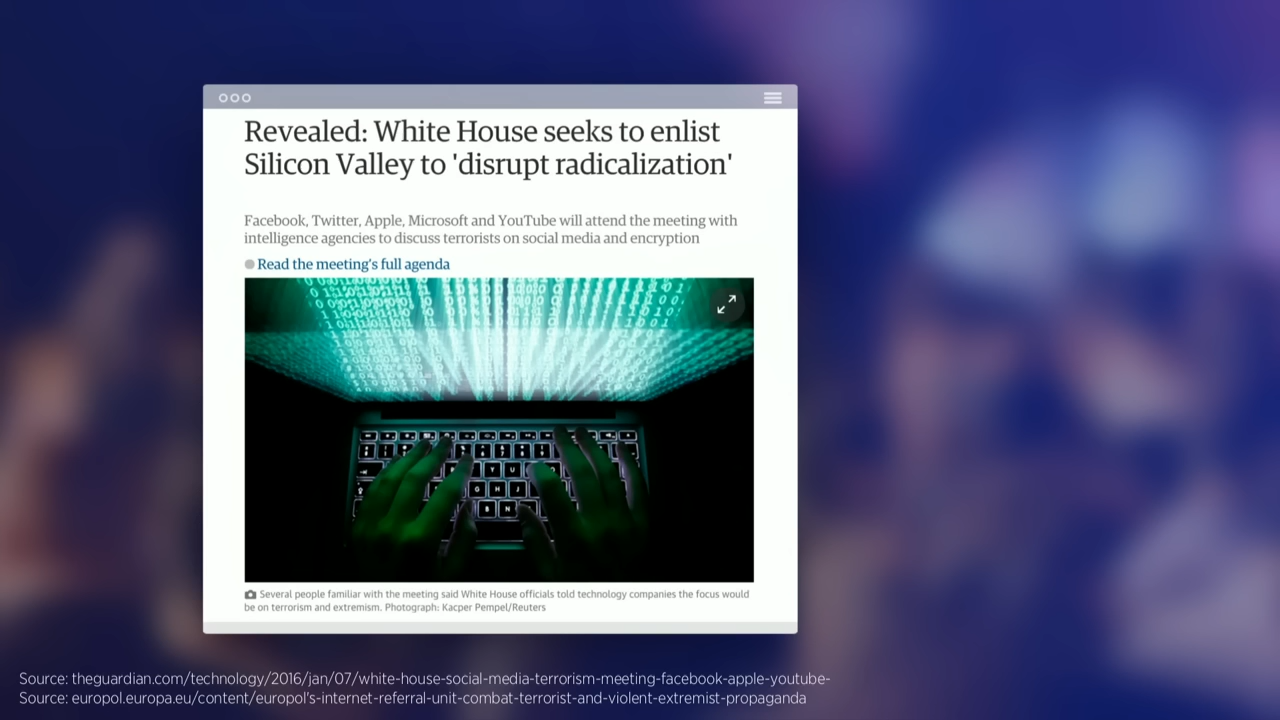 Revealed: White House seeks to enlist
Silicon Valley to 'disrupt radicalization'
Facebook, Twitter, Apple, Microsoft and YouTube will attend the meeting with
intelligence agencies to discuss terrorists on social media and encryption
Read the meeting's full agenda
Several people familiar with the meeting said White House officials told technology companies the focus would
be on terrorism and extremism. Photograph: Kacper Pempel/Reuters
Source: theguardian.com/technology/2016/jan/07/white-house-social-media-terrorism-meeting-facebook-apple-youtube-
Source: europol.europa.eu/content/europol's-internet-referral-unit-combat-terrorist-and-violent-extremist-propaganda